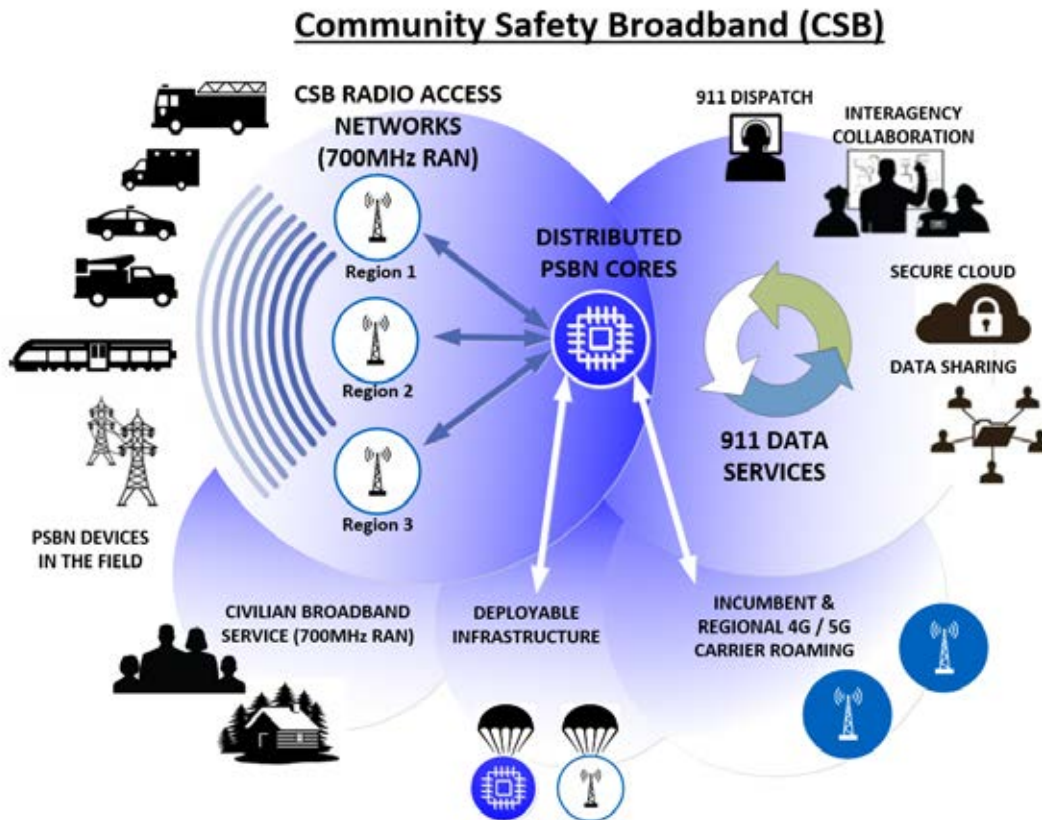 Community Safety Broadband (CSB)
CSB RADIO ACCESS
NETWORKS
(700MHz RAN)
Region 1
Region 2
Region 3
DISTRIBUTED
PSBN CORES
911 DISPATCH
INTERAGENCY
COLLABORATION
SECURE CLOUD
DATA SHARING
911 DATA
SERVICES
PSBN DEVICES
IN THE FIELD
CIVILIAN BROADBAND
SERVICE (700MHz RAN)
DEPLOYABLE
INFRASTRUCTURE
INCUMBENT &
REGIONAL 4G / 5G
CARRIER ROAMING